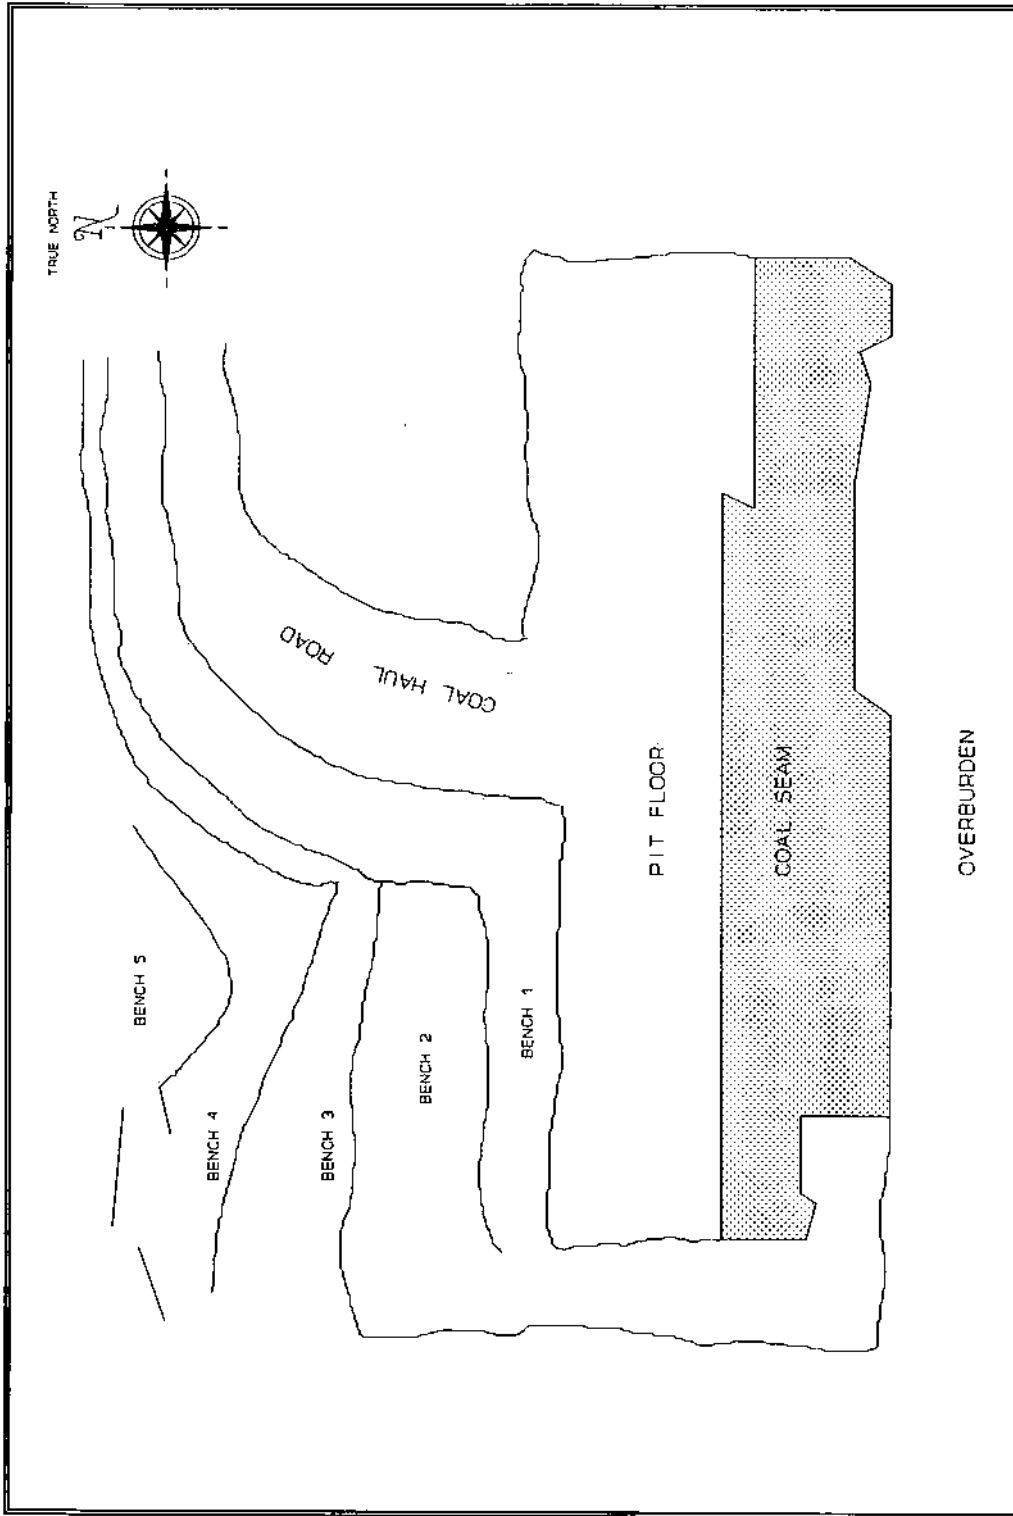 TRUE NORTH
N
BENCH 5
BENCH 4
BENCH 3
BENCH 2
BENCH 1
COAL HAUL ROAD
PIT FLOOR
COAL SEAM
OVERBURDEN